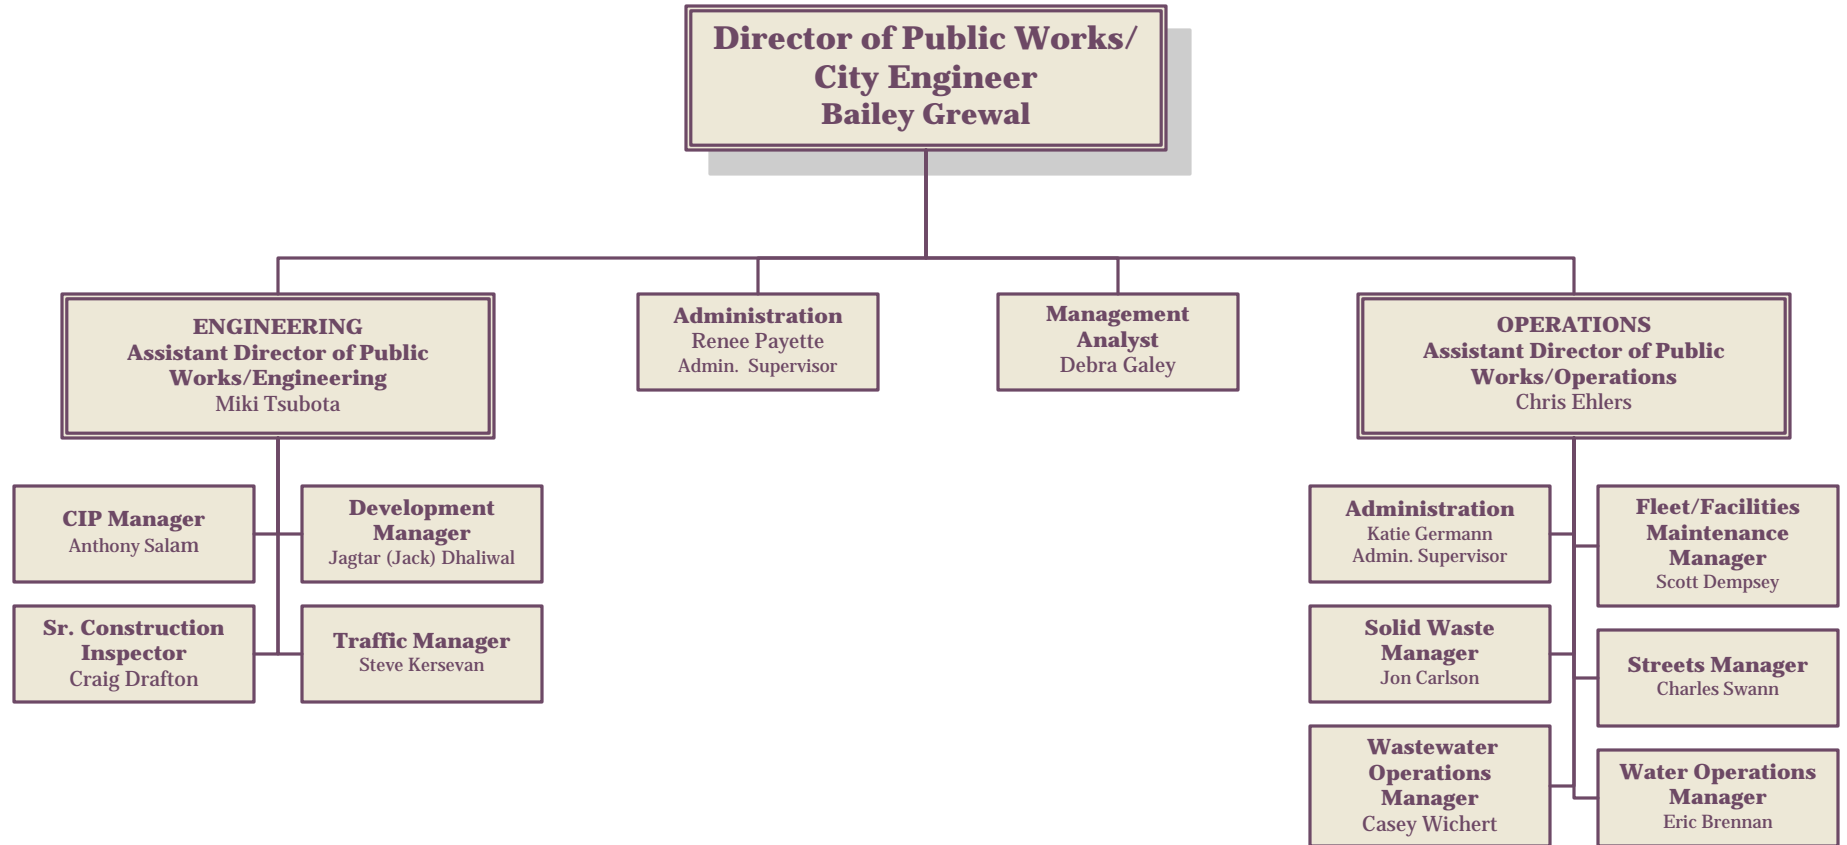 Director of Public Works/
City Engineer
Bailey Grewal
ENGINEERING
Assistant Director of Public
Works/Engineering
Miki Tsubota
Administration
Renee Payette
Admin. Supervisor
Management
Analyst
Debra Galey
OPERATIONS
Assistant Director of Public
Works/Operations
Chris Ehlers
CIP Manager
Anthony Salam
Development
Manager
Jagtar (Jack) Dhaliwal
Sr. Construction
Inspector
Craig Drafton
Traffic Manager
Steve Kersevan
Administration
Katie Germann
Admin. Supervisor
Fleet/Facilities
Maintenance
Manager
Scott Dempsey
Solid Waste
Manager
Jon Carlson
Streets Manager
Charles Swann
Wastewater
Operations
Manager
Casey Wichert
Water Operations
Manager
Eric Brennan